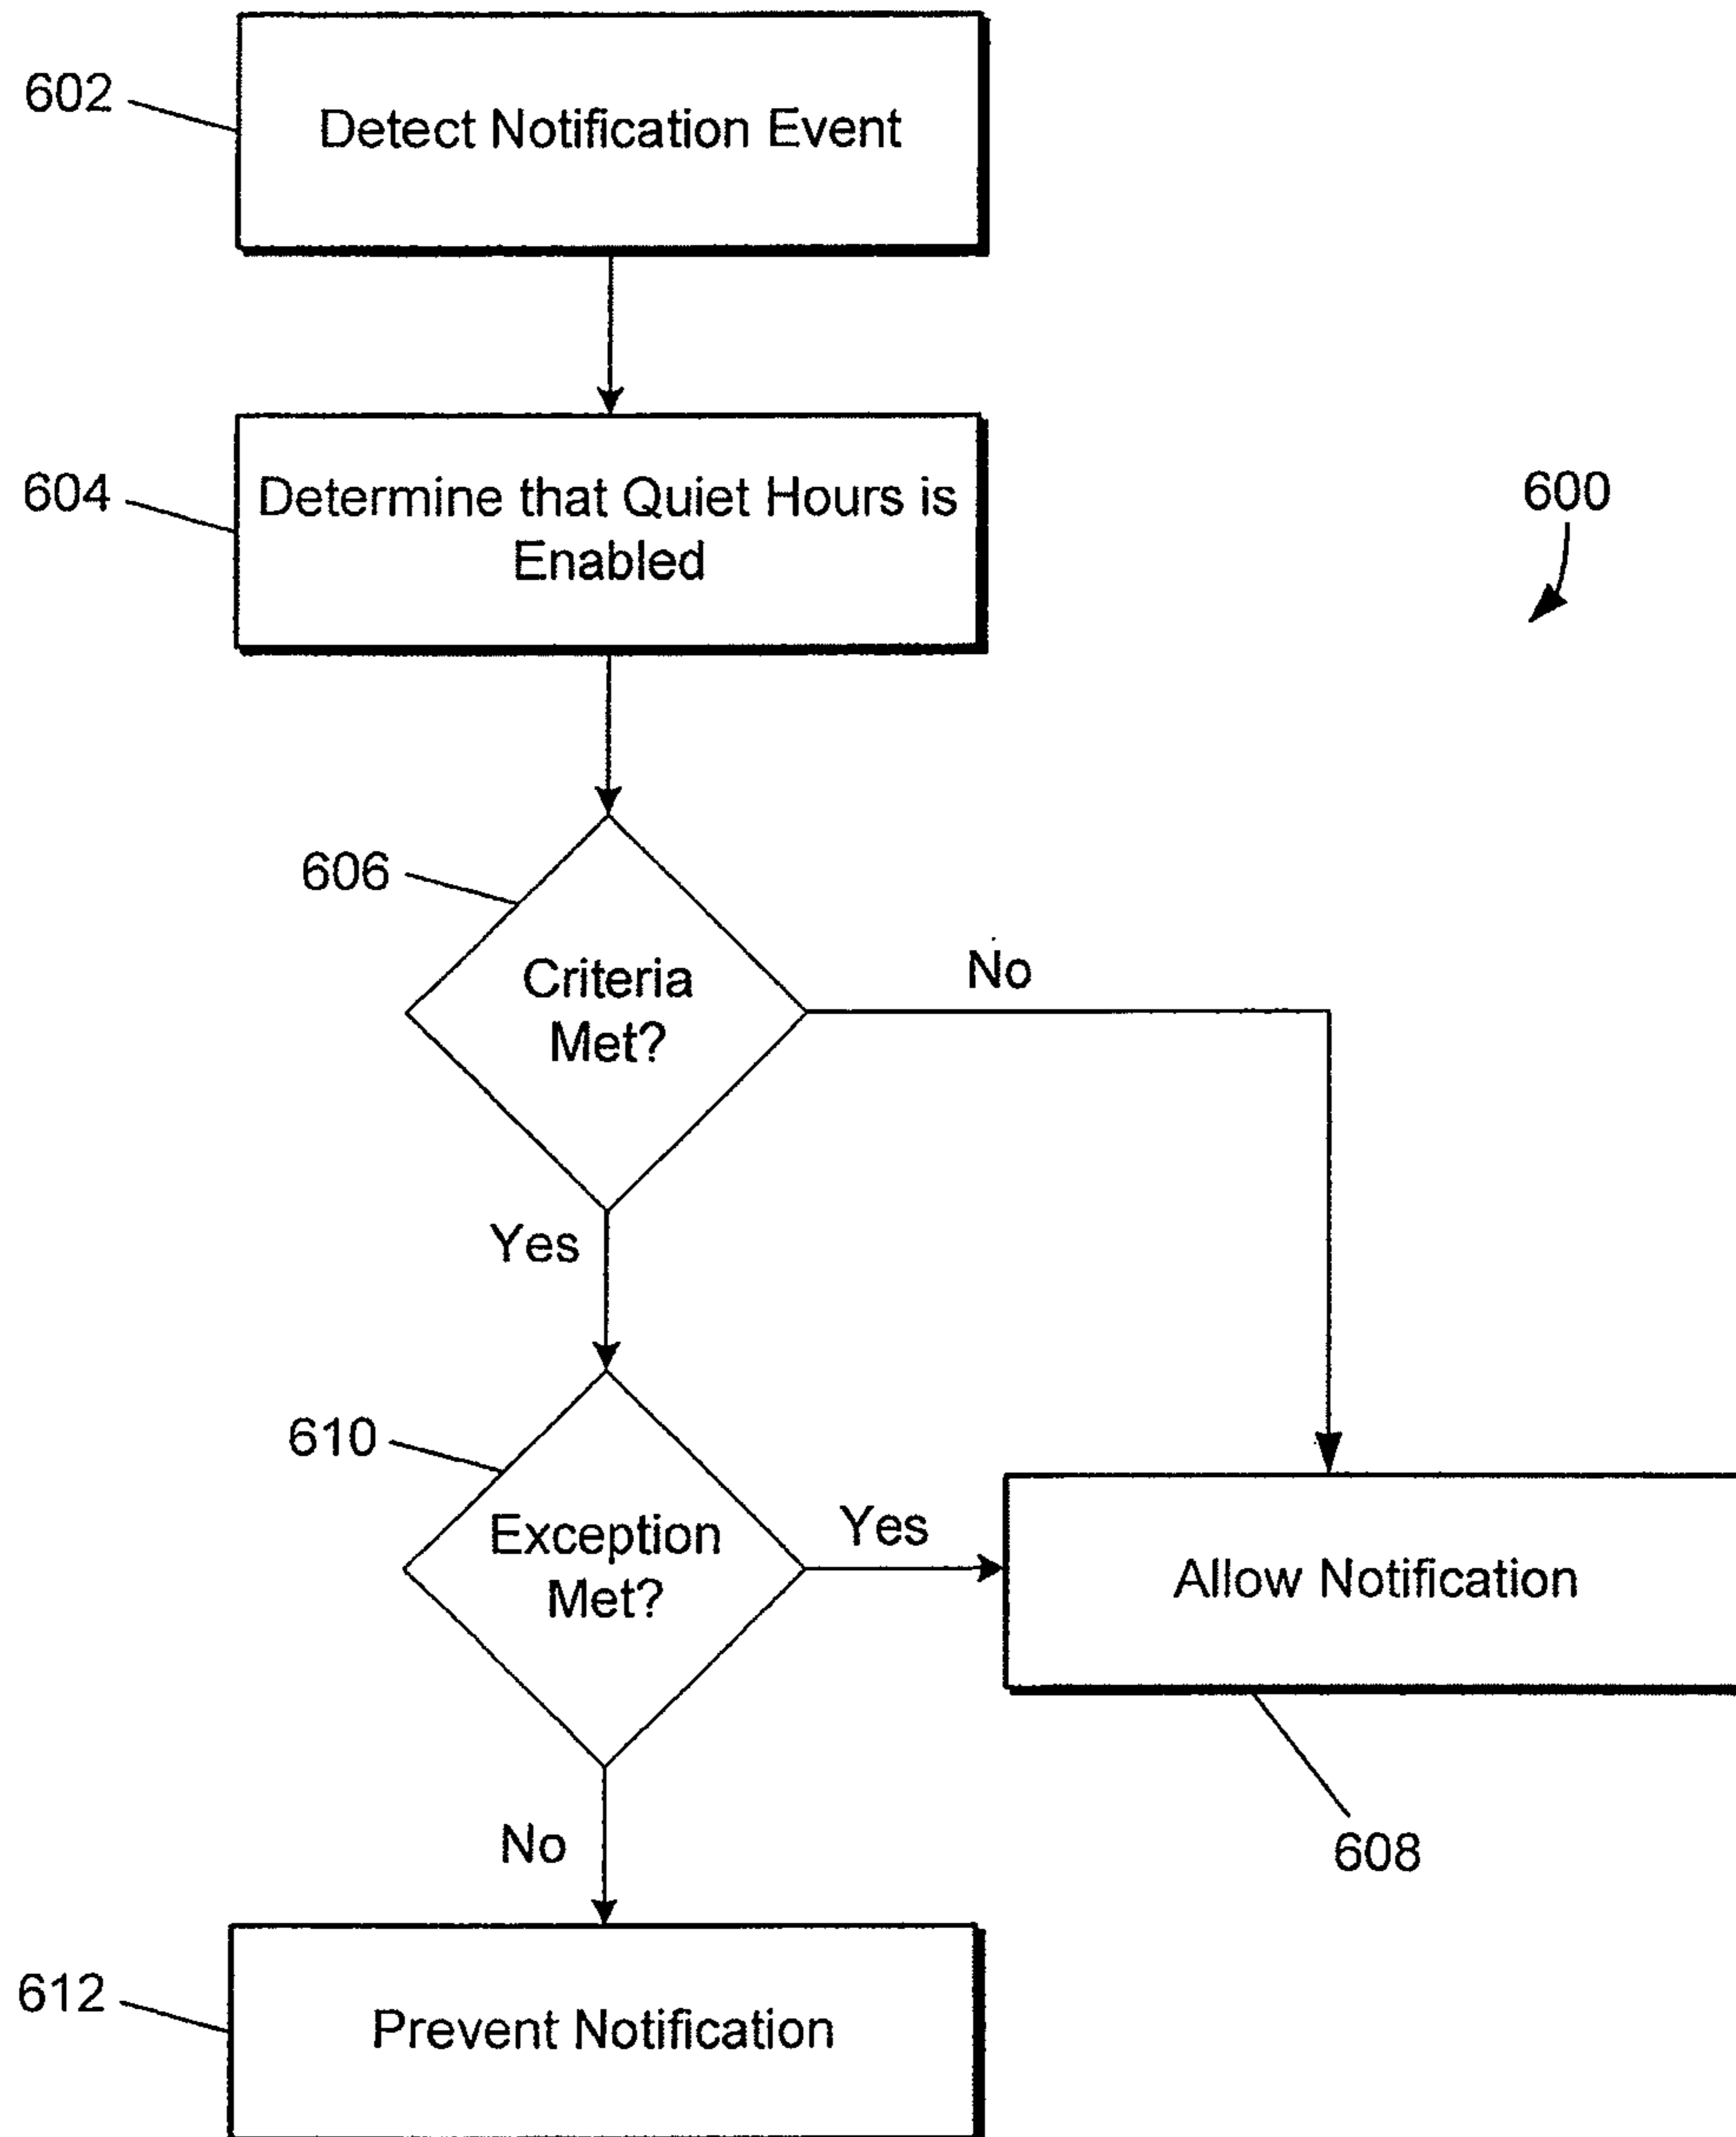 602
Detect Notification Event
604
Determine that Quiet Hours is
Enabled
600
606
Criteria
Met?
No
Yes
610
Exception
Met?
Yes
Allow Notification
No
608
612
Prevent Notification